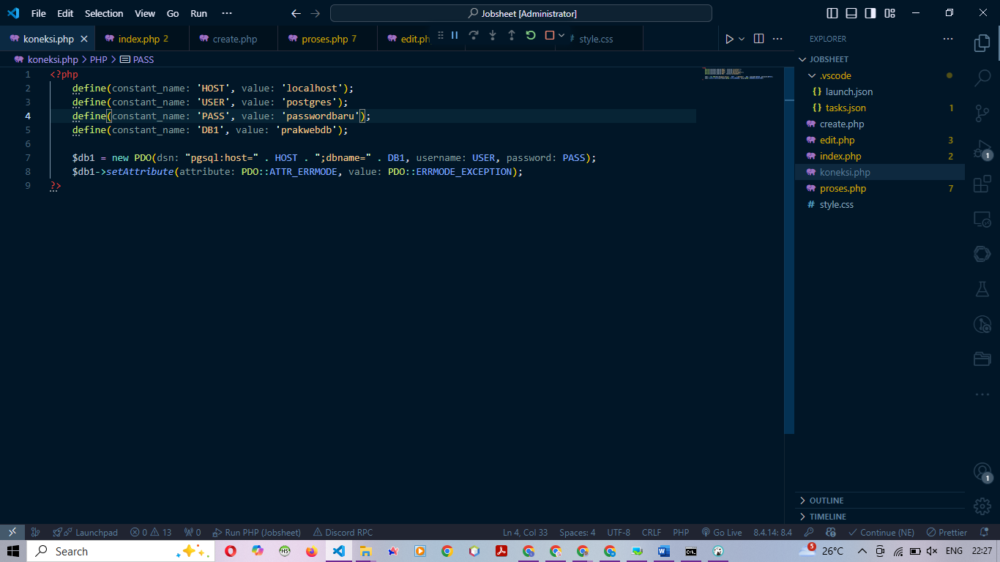 File Edit Selection View Go Run ···
Jobsheet [Administrator]
koneksi.php index.php 2 create.php proses.php 7 edit.ph style.css
koneksi.php > PHP > PASS
1 <?php
2 define(constant_name: 'HOST', value: 'localhost');
3 define(constant_name: 'USER', value: 'postgres');
4 define(constant_name: 'PASS', value: 'passwordbaru');
5 define(constant_name: 'DB1', value: 'prakwebdb');
6
7 $db1 = new PDO(dsn: "pgsql:host=" . HOST . ";dbname=" . DB1, username: USER, password: PASS);
8 $db1->setAttribute(attribute: PDO::ATTR_ERRMODE, value: PDO::ERRMODE_EXCEPTION);
9 ?>
EXPLORER ···
JOBSHEET
.vscode
{} launch.json
{} tasks.json 1
create.php
edit.php 3
index.php 2
koneksi.php
proses.php 7
# style.css
OUTLINE
TIMELINE
1
1
Launchpad 0 13 0 Run PHP (Jobsheet) Discord RPC Ln 4, Col 33 Spaces: 4 UTF-8 CRLF PHP Go Live 8.4.14: 8.4 Continue (NE) Prettier
Search 5 26°C ENG 22:27